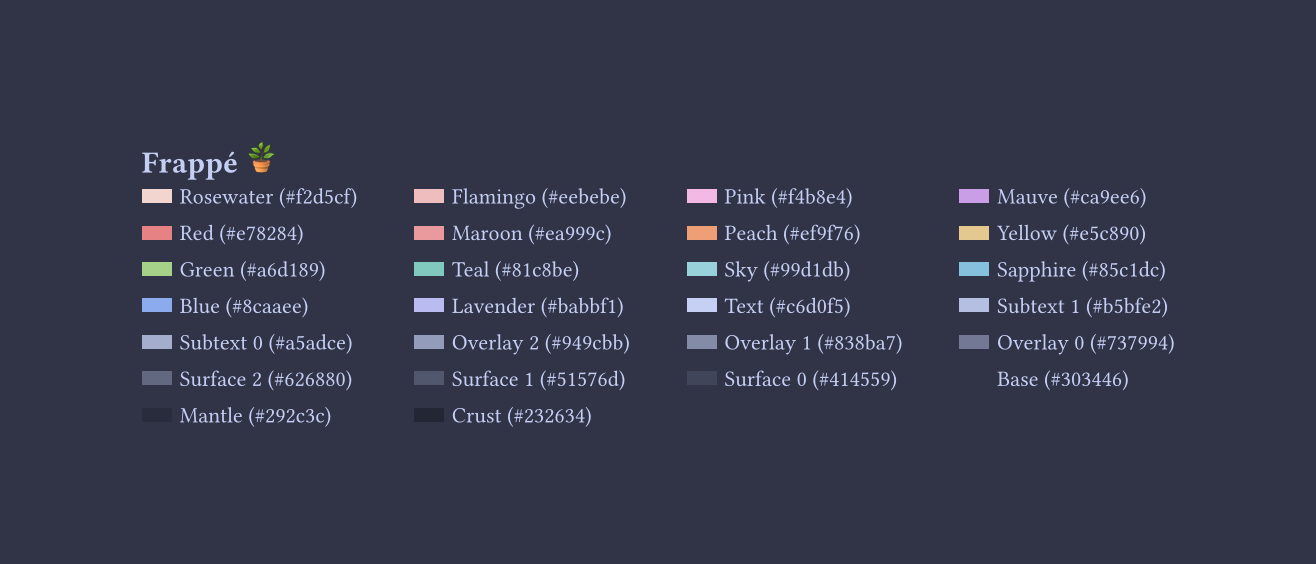 Frappé 🪴
Rosewater (#f2d5cf) Flamingo (#eebebe) Pink (#f4b8e4) Mauve (#ca9ee6)
Red (#e78284) Maroon (#ea999c) Peach (#ef9f76) Yellow (#e5c890)
Green (#a6d189) Teal (#81c8be) Sky (#99d1db) Sapphire (#85c1dc)
Blue (#8caaee) Lavender (#babbf1) Text (#c6d0f5) Subtext 1 (#b5bfe2)
Subtext 0 (#a5adce) Overlay 2 (#949cbb) Overlay 1 (#838ba7) Overlay 0 (#737994)
Surface 2 (#626880) Surface 1 (#51576d) Surface 0 (#414559) Base (#303446)
Mantle (#292c3c) Crust (#232634)